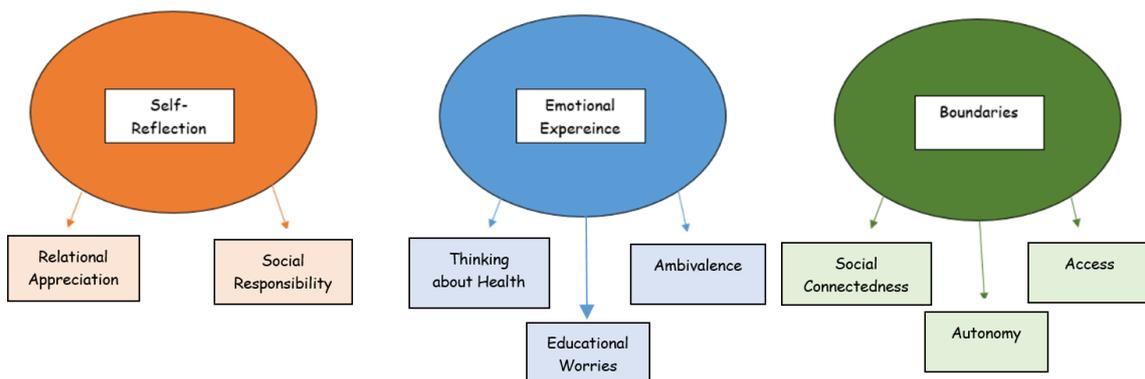 Self-
Reflection
Relational
Appreciation
Social
Responsibility
Emotional
Expereince
Thinking
about Health
Educational
Worries
Ambivalence
Boundaries
Social
Connectedness
Autonomy
Access